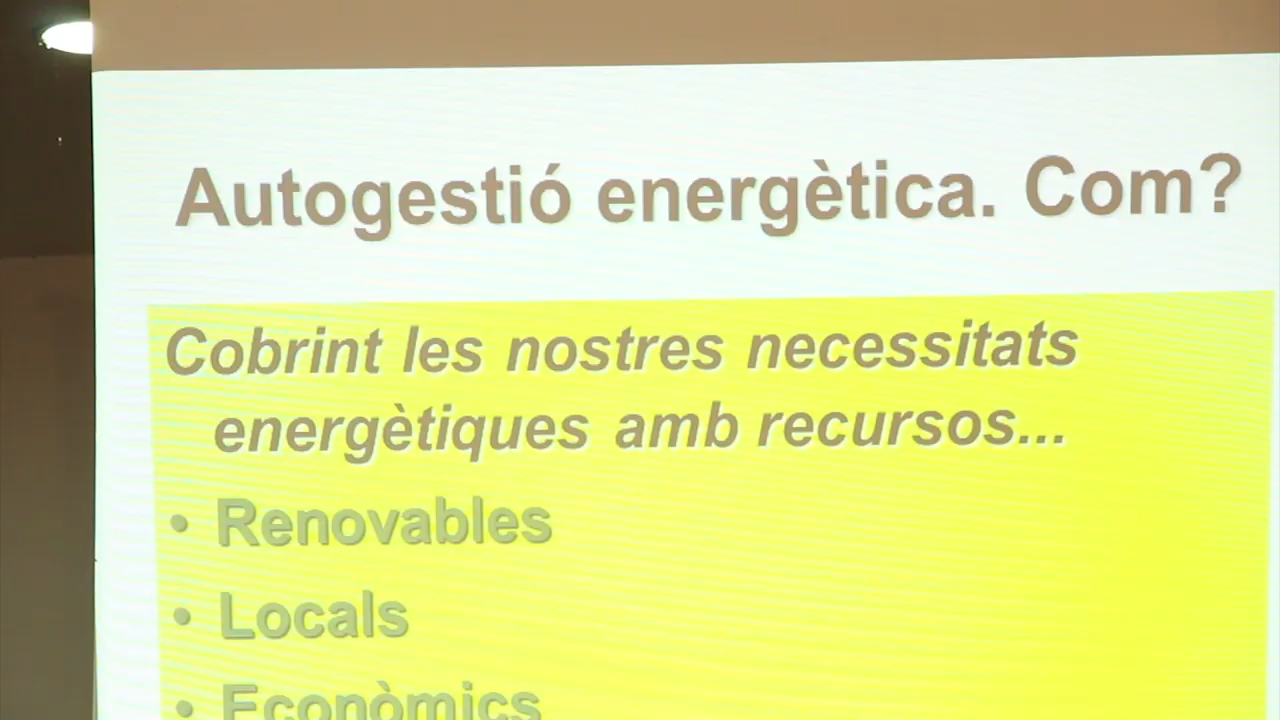 Autogestió energètica. Com?
Cobrint les nostres necessitats
energètiques amb recursos...
• Renovables
• Locals
• Econòmics